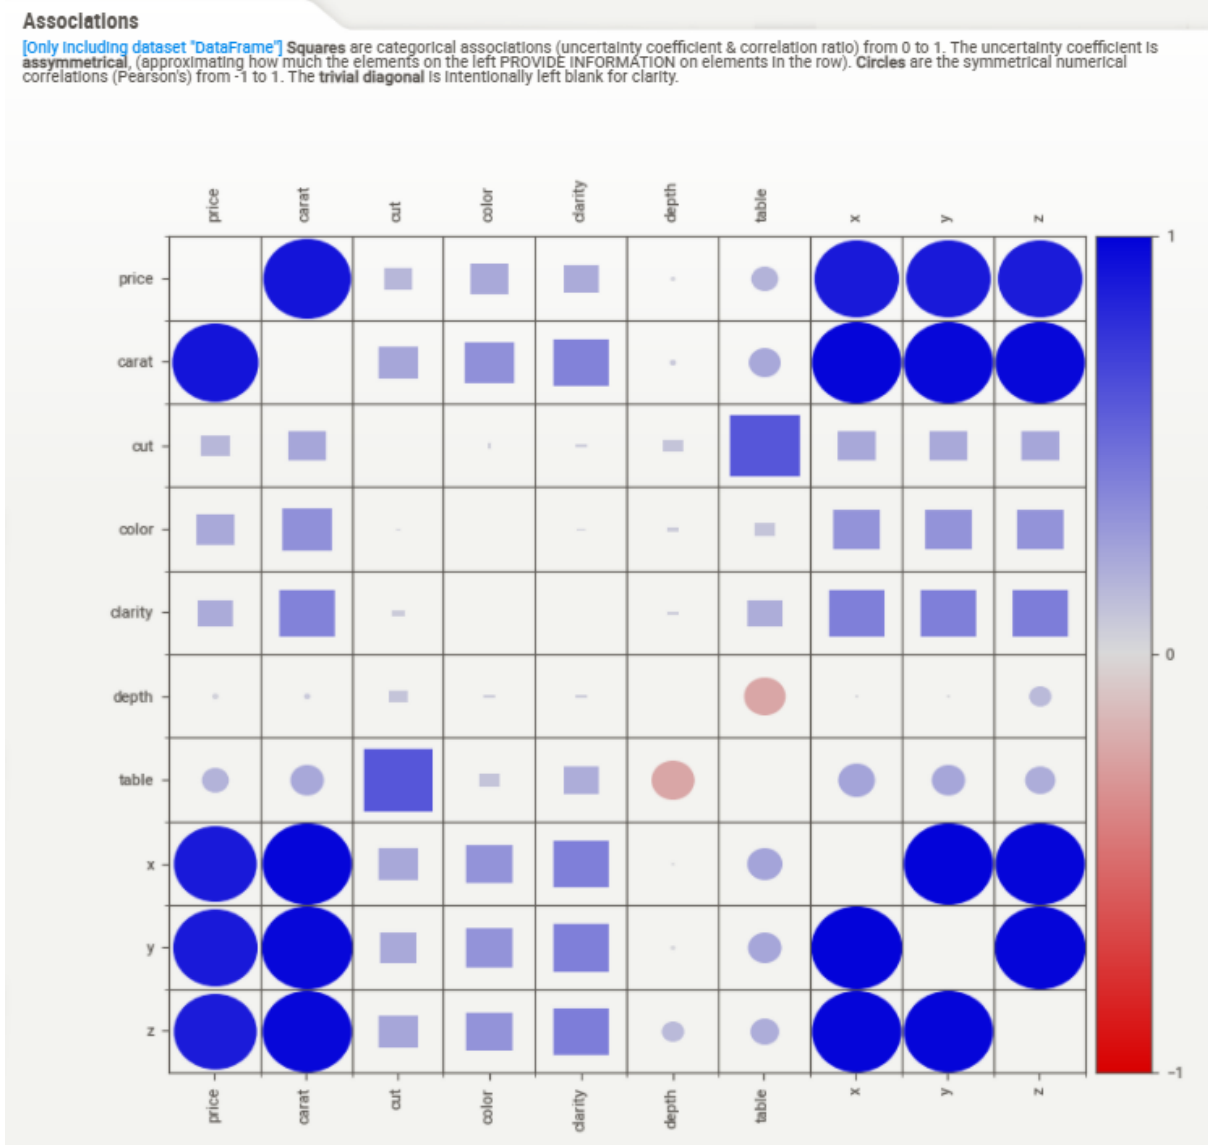 Associations
[Only including dataset "DataFrame"] Squares are categorical associations (uncertainty coefficient & correlation ratio) from 0 to 1. The uncertainty coefficient is
assymmetrical, (approximating how much the elements on the left PROVIDE INFORMATION on elements in the row). Circles are the symmetrical numerical
correlations (Pearson's) from -1 to 1. The trivial diagonal is intentionally left blank for clarity.
price carat cut color clarity depth table x y z
1
price
carat
cut
color
clarity
0
depth
table
x
y
z
-1
price carat cut color clarity depth table x y z